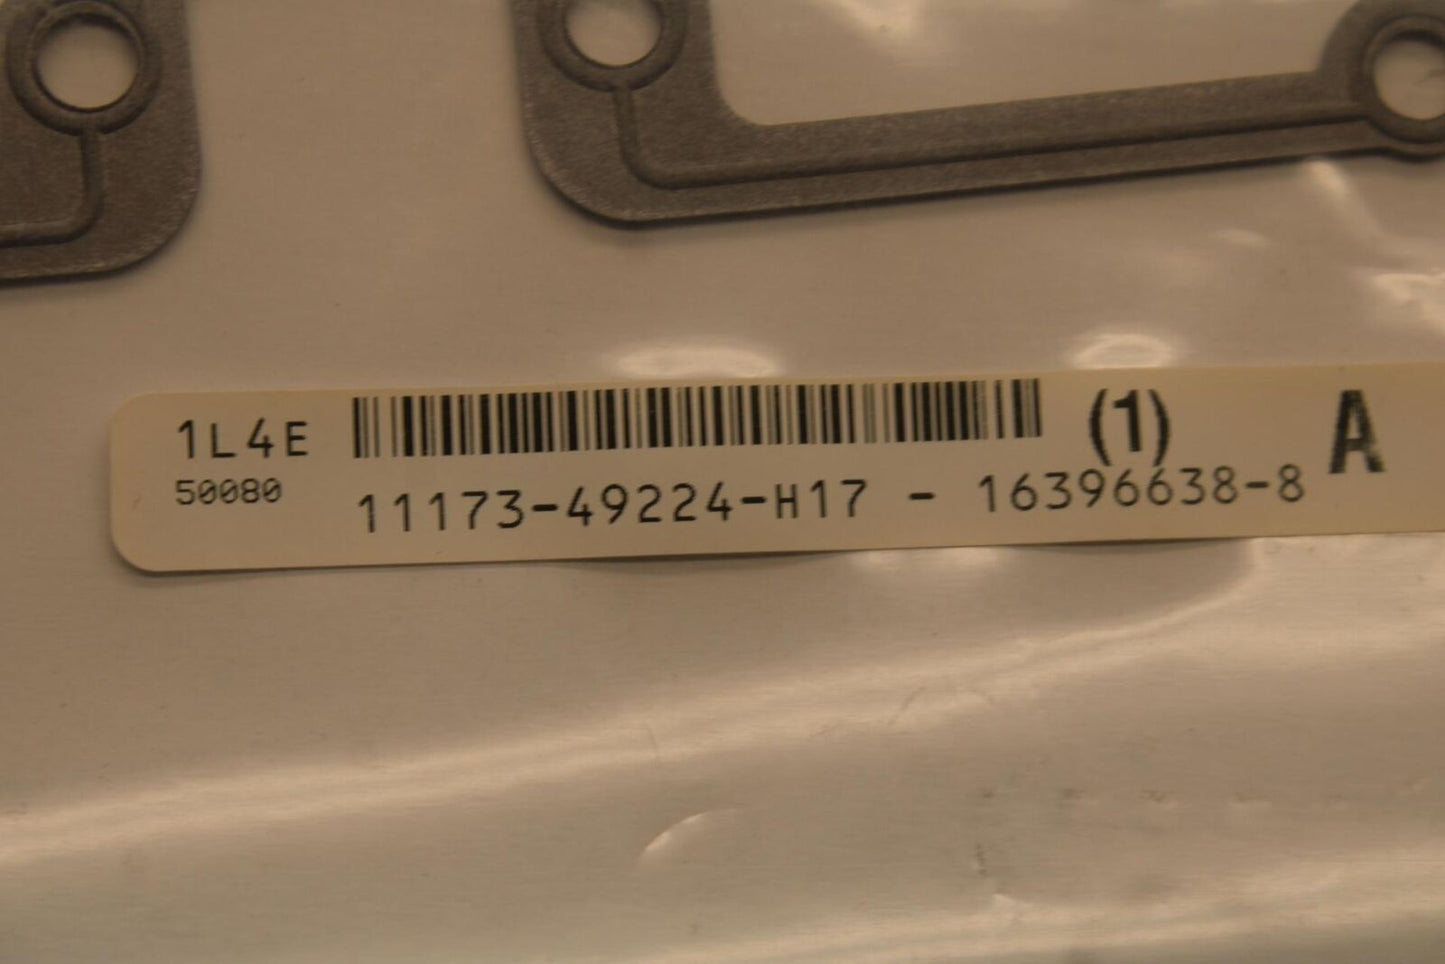 1L4E (1) A
50080 11173-49224-H17 - 16396638-8